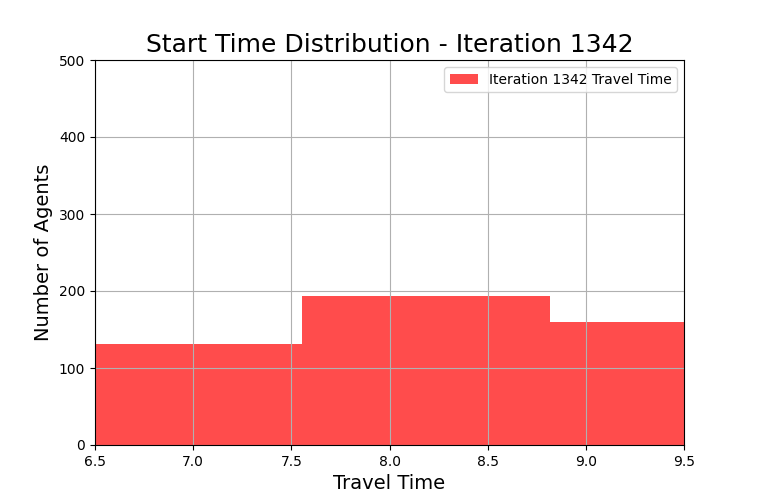 Start Time Distribution - Iteration 1342
500
400
300
200
100
0
Number of Agents
Iteration 1342 Travel Time
6.5 7.0 7.5 8.0 8.5 9.0 9.5
Travel Time